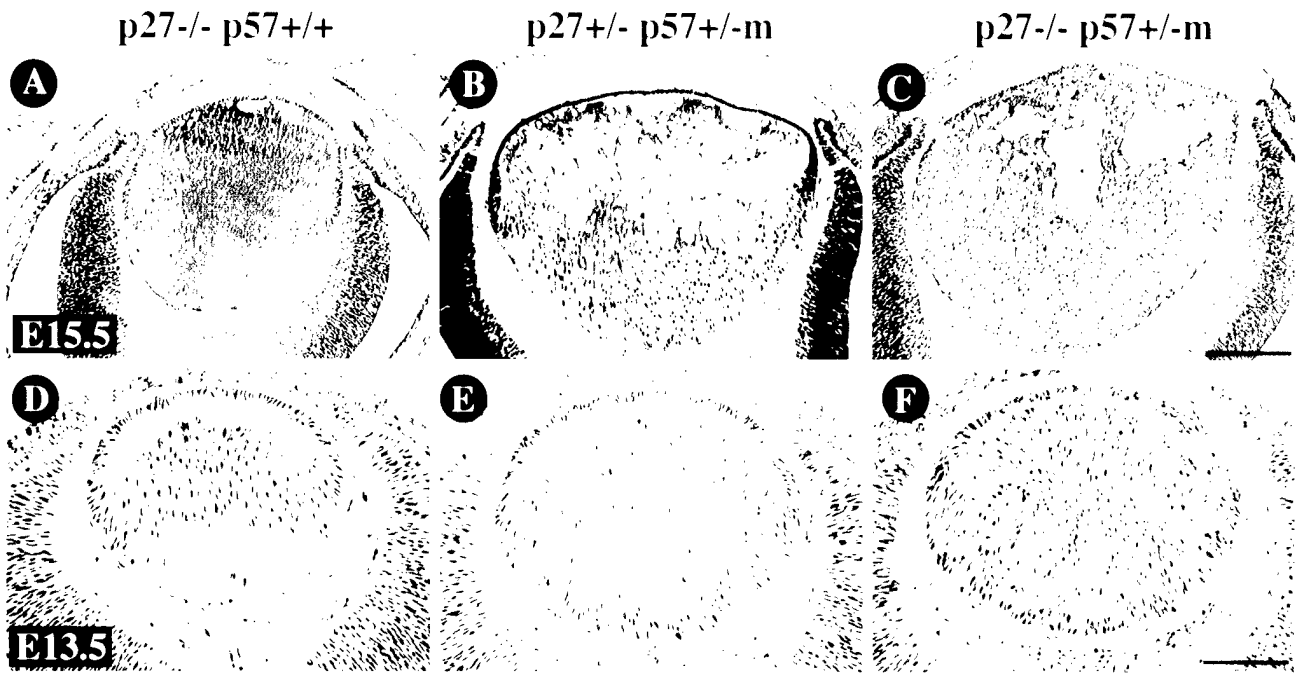 p27-/- p57+/+ p27+/- p57+/-m p27-/- p57+/-m
A B C
E15.5
D E F
E13.5